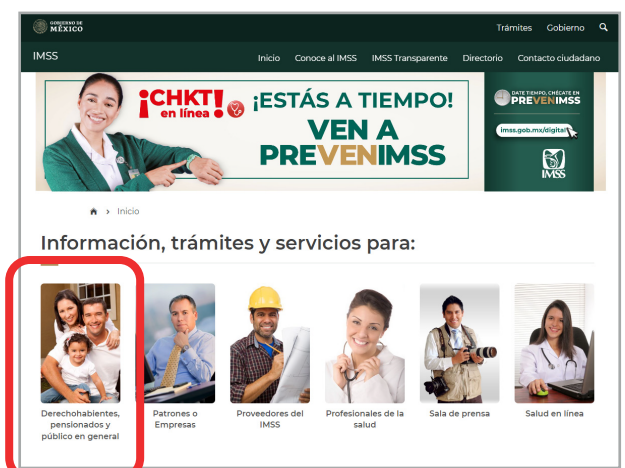 GOBIERNO DE
MÉXICO
Trámites Gobierno
IMSS
Inicio Conoce al IMSS IMSS Transparente Directorio Contacto ciudadano
¡CHKT!
en línea
¡ESTÁS A TIEMPO!
VEN A
PREVENIMSS
DATE TIEMPO, CHÉCATE EN
PREVENIMSS
imss.gob.mx/digital
IMSS
> Inicio
Información, trámites y servicios para:
Derechohabientes,
pensionados y
público en general
Patrones o
Empresas
Proveedores del
IMSS
Profesionales de la
salud
Sala de prensa
Salud en línea